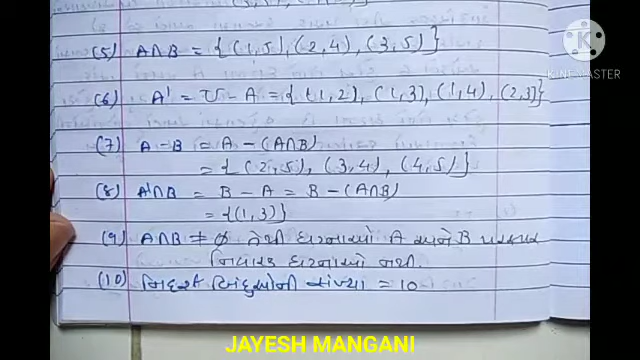 (5) A∩B = {(1,5), (2,4), (3,5)}
(6) A' = U - A = {(1,2), (1,3), (1,4), (2,3)}
(7) A - B = A - (A∩B)
= {(2,5), (3,4), (4,5)}
(8) A'∩B = B - A = B - (A∩B)
= {(1,3)}
(9) A∩B ≠ ϕ તેથી ઘટનાઓ A અને B પરસ્પર
નિવારક ઘટનાઓ નથી.
(10) નિદર્શ બિંદુઓની સંખ્યા = 10
KINEMASTER
JAYESH MANGANI